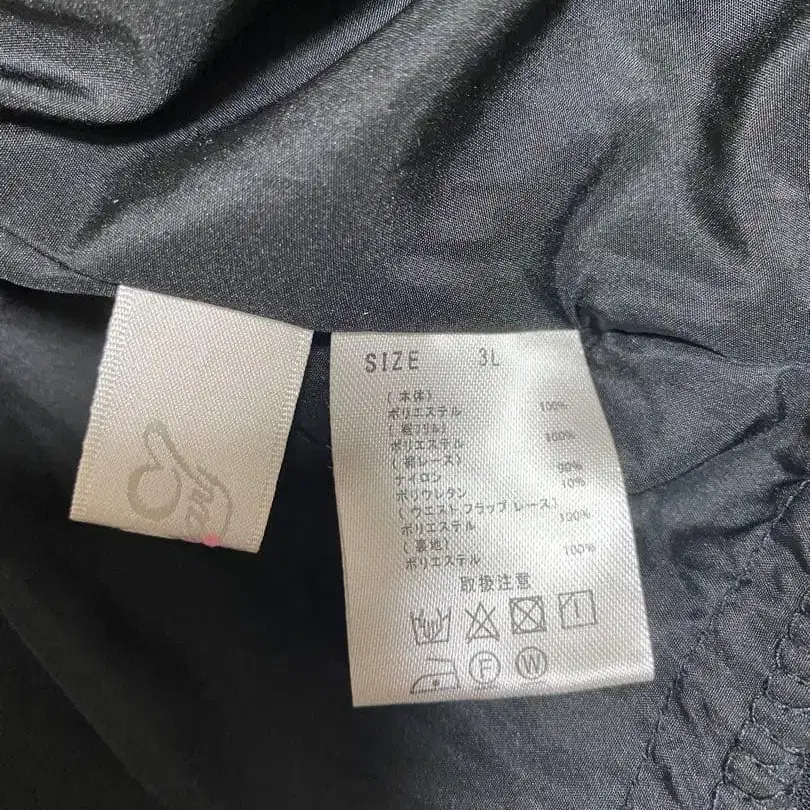 SIZE 3L
(本体)
ポリエステル 100%
(裾フリル)
ポリエステル 100%
(裾レース)
ナイロン 90%
ポリウレタン 10%
(ウエストフラップレース)
ポリエステル 100%
(裏地)
ポリエステル 100%
取扱注意
F W